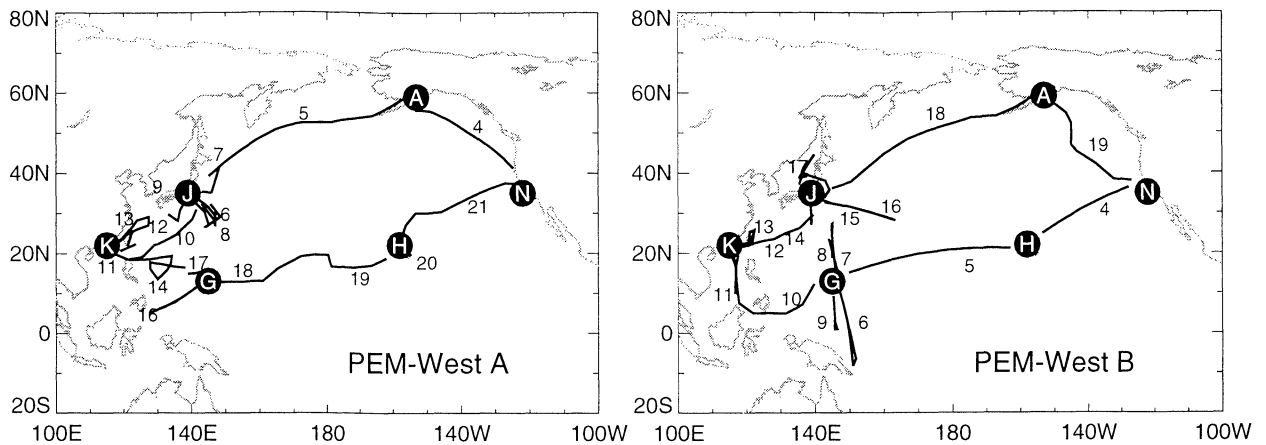 80N
60N
40N
20N
0
20S
100E
140E
180
140W
100W
A
5
4
7
9
J
N
6
8
21
13
12
10
K
H
11
17
20
14
G
18
19
16
PEM-West A
80N
60N
40N
20N
0
20S
100E
140E
180
140W
100W
A
18
19
17
J
N
16
15
4
13
14
K
H
12
8
7
5
G
11
10
9
6
PEM-West B